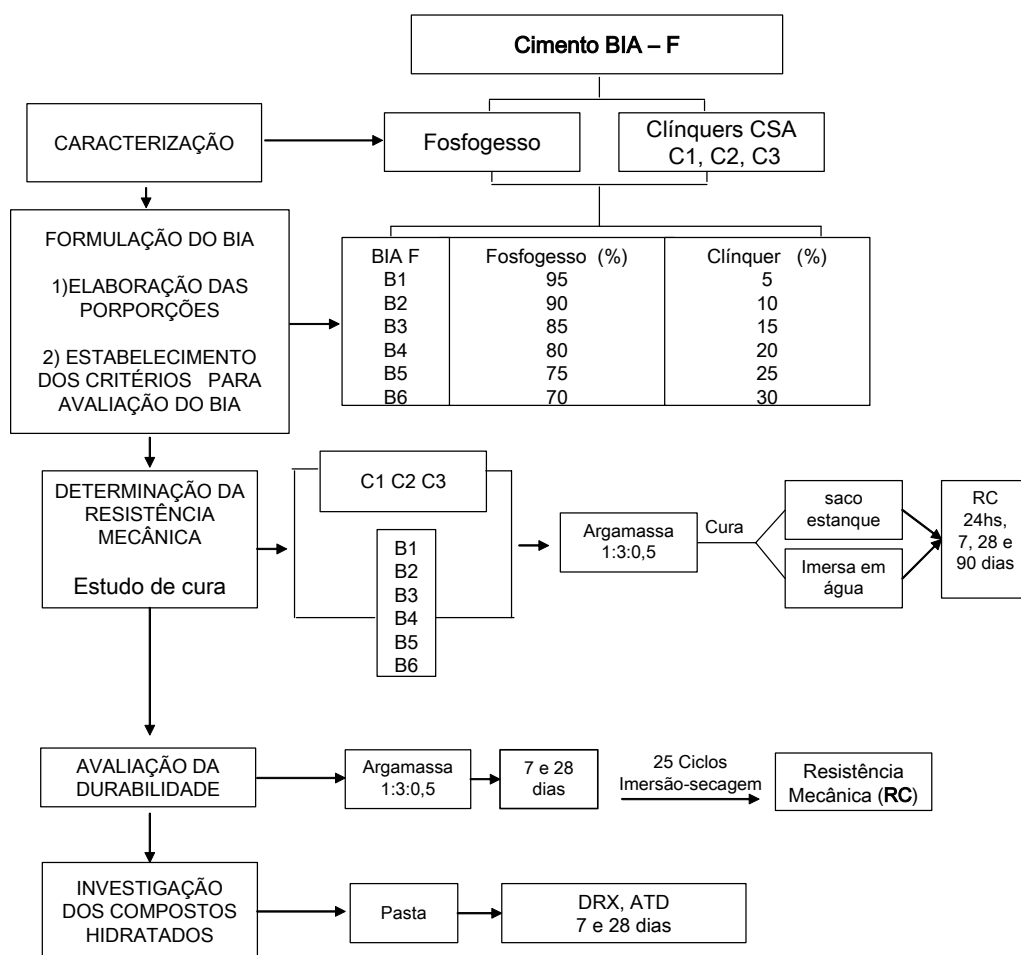 Cimento BIA – F
CARACTERIZAÇÃO
Fosfogesso
Clínquers CSA
C1, C2, C3
FORMULAÇÃO DO BIA
1)ELABORAÇÃO DAS
PORPORÇÕES
2) ESTABELECIMENTO
DOS CRITÉRIOS PARA
AVALIAÇÃO DO BIA
BIA F Fosfogesso (%) Clínquer (%)
B1 95 5
B2 90 10
B3 85 15
B4 80 20
B5 75 25
B6 70 30
DETERMINAÇÃO DA
RESISTÊNCIA
MECÂNICA
Estudo de cura
C1 C2 C3
B1
B2
B3
B4
B5
B6
Argamassa
1:3:0,5
Cura
saco
estanque
Imersa em
água
RC
24hs,
7, 28 e
90 dias
AVALIAÇÃO DA
DURABILIDADE
Argamassa
1:3:0,5
7 e 28
dias
25 Ciclos
Imersão-secagem
Resistência
Mecânica (RC)
INVESTIGAÇÃO
DOS COMPOSTOS
HIDRATADOS
Pasta
DRX, ATD
7 e 28 dias